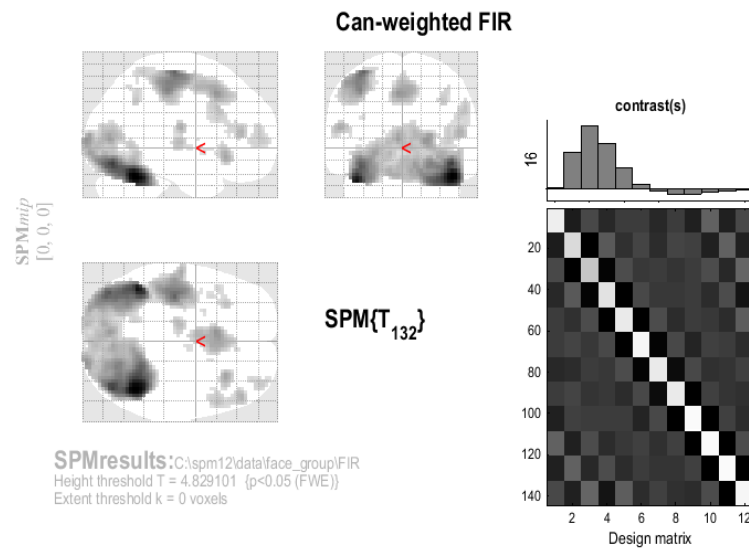 Can-weighted FIR
SPMmip
[0, 0, 0]
<
<
<
SPM{T132}
SPMresults: C:\spm12\data\face_group\FIR
Height threshold T = 4.829101 {p<0.05 (FWE)}
Extent threshold k = 0 voxels
contrast(s)
16
20
40
60
80
100
120
140
2 4 6 8 10 12
Design matrix